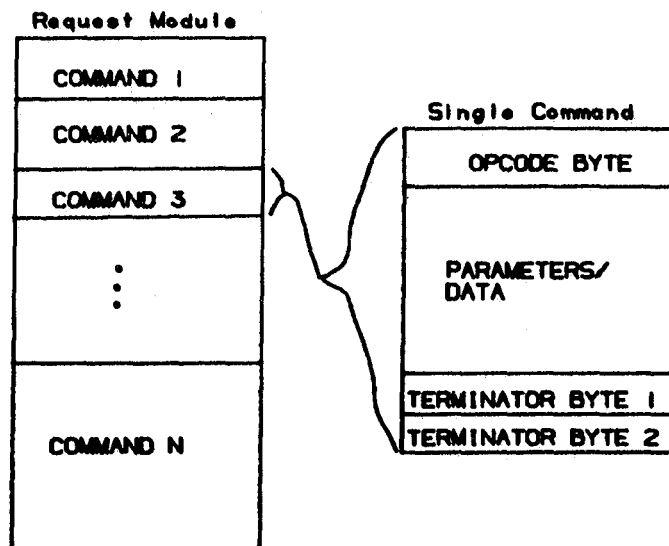 Request Module
COMMAND 1
COMMAND 2
COMMAND 3
COMMAND N
Single Command
OPCODE BYTE
PARAMETERS/
DATA
TERMINATOR BYTE 1
TERMINATOR BYTE 2